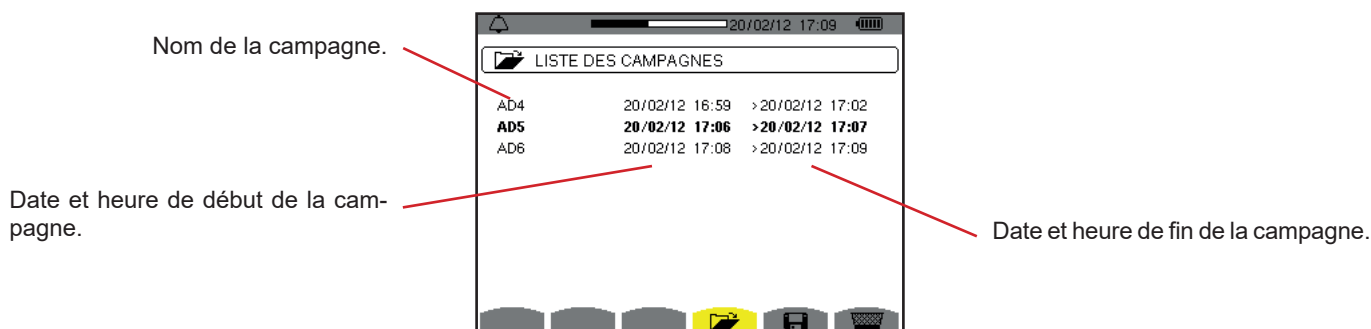 20/02/12 17:09
Nom de la campagne.
LISTE DES CAMPAGNES
AD4 20/02/12 16:59 >20/02/12 17:02
AD5 20/02/12 17:06 >20/02/12 17:07
AD6 20/02/12 17:08 >20/02/12 17:09
Date et heure de début de la cam-
pagne.
Date et heure de fin de la campagne.